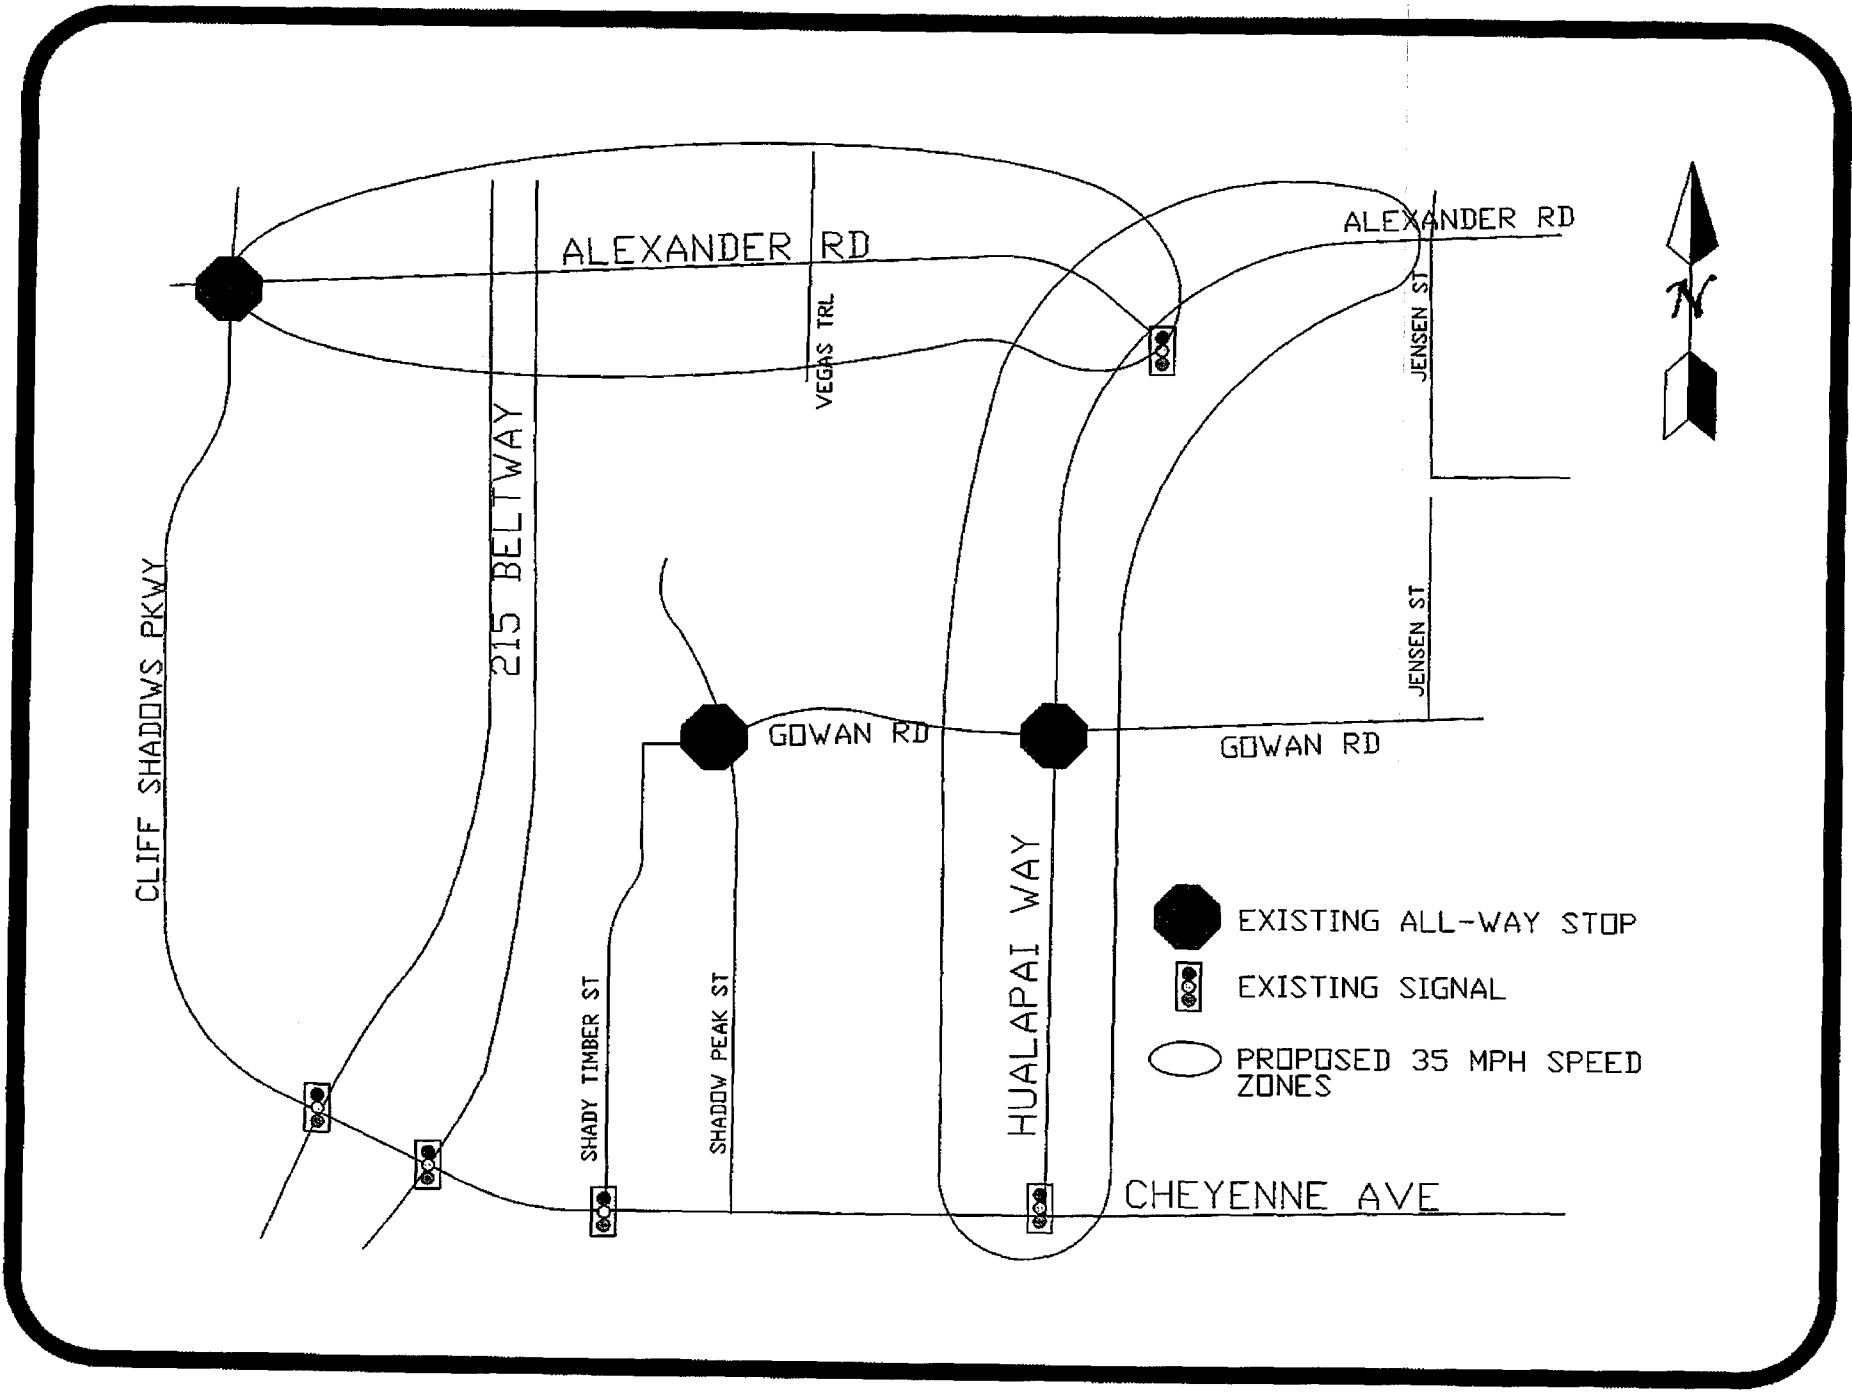 ALEXANDER RD
ALEXANDER RD
N
VEGAS TRL
JENSEN ST
215 BELTWAY
CLIFF SHADOWS PKWY
JENSEN ST
GOWAN RD
GOWAN RD
HUALAPAI WAY
EXISTING ALL-WAY STOP
EXISTING SIGNAL
PROPOSED 35 MPH SPEED
ZONES
SHADY TIMBER ST
SHADOW PEAK ST
CHEYENNE AVE